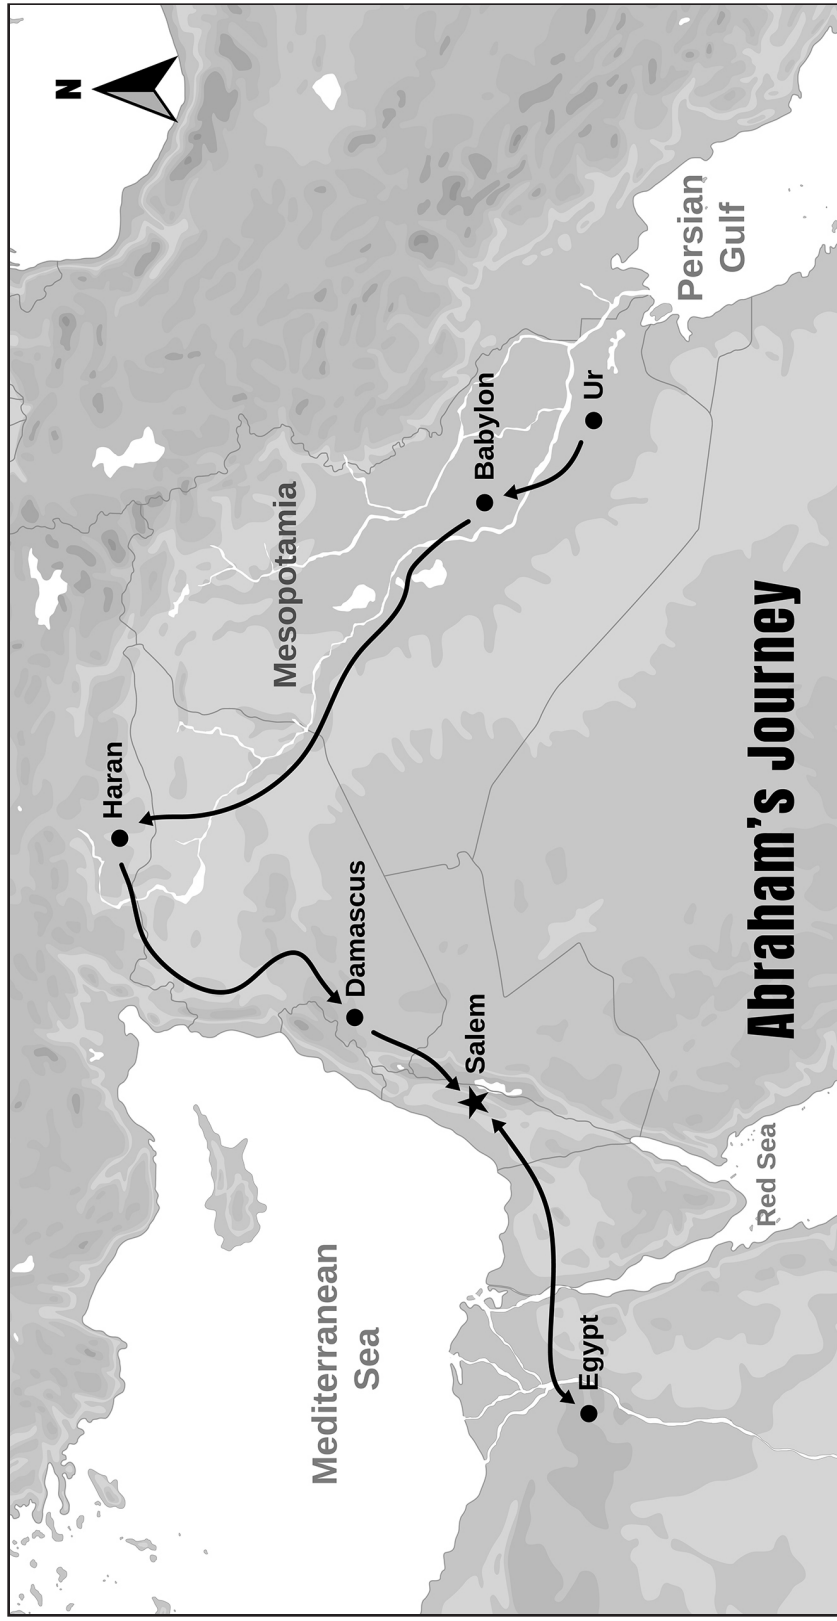 N
Haran
Mesopotamia
Babylon
Ur
Persian
Gulf
Damascus
Salem
Mediterranean
Sea
Egypt
Red Sea
Abraham’s Journey